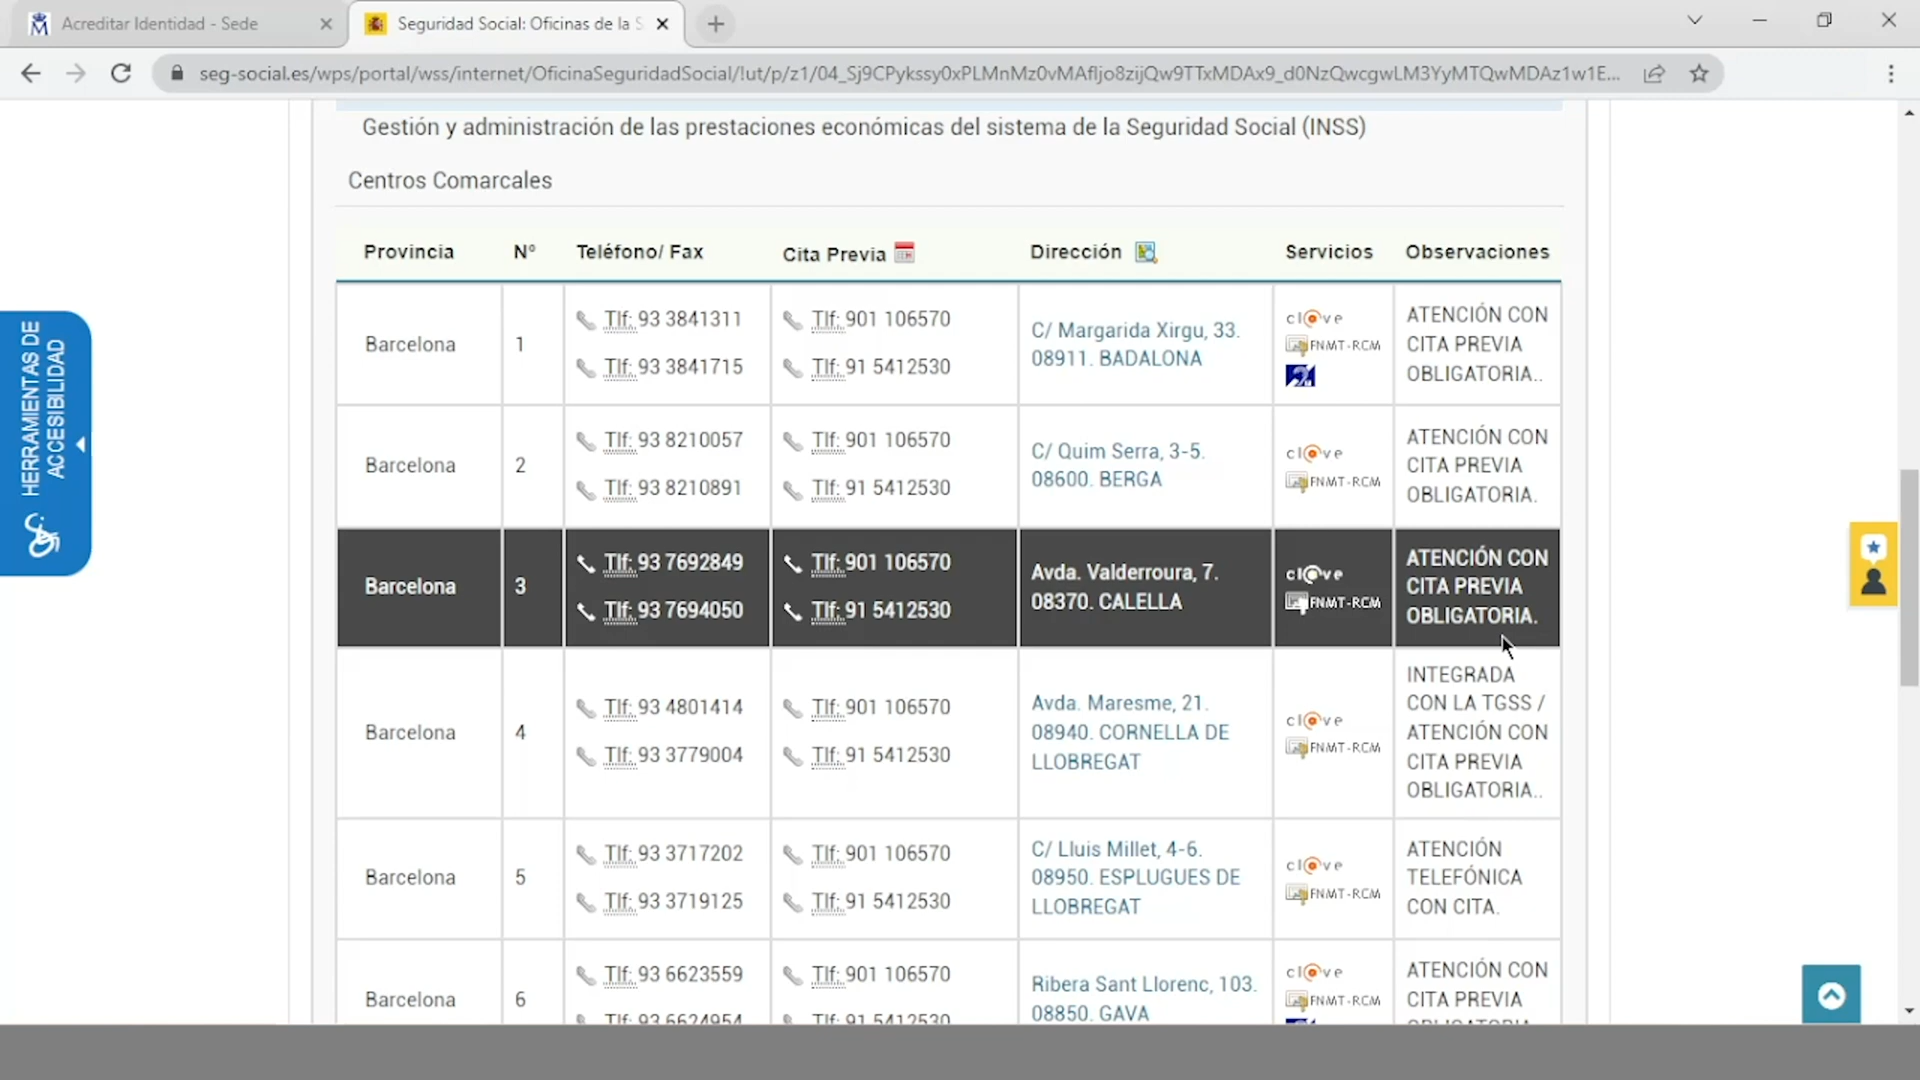 Acreditar Identidad - Sede
Seguridad Social: Oficinas de la S
seg-social.es/wps/portal/wss/internet/OficinaSeguridadSocial/!ut/p/z1/04_Sj9CPykssy0xPLMnMz0vMAfIjo8zijQw9TTxMDAx9_d0NzQwcgwLM3YyMTQwMDAz1w1E...
Gestión y administración de las prestaciones económicas del sistema de la Seguridad Social (INSS)
Centros Comarcales
Provincia Nº Teléfono/ Fax Cita Previa Dirección Servicios Observaciones
Barcelona 1
Tlf: 93 3841311
Tlf: 93 3841715
Tlf: 901 106570
Tlf: 91 5412530
C/ Margarida Xirgu, 33.
08911. BADALONA
cl@ve
FNMT-RCM
ATENCIÓN CON
CITA PREVIA
OBLIGATORIA..
Barcelona 2
Tlf: 93 8210057
Tlf: 93 8210891
Tlf: 901 106570
Tlf: 91 5412530
C/ Quim Serra, 3-5.
08600. BERGA
cl@ve
FNMT-RCM
ATENCIÓN CON
CITA PREVIA
OBLIGATORIA.
Barcelona 3
Tlf: 93 7692849
Tlf: 93 7694050
Tlf: 901 106570
Tlf: 91 5412530
Avda. Valderroura, 7.
08370. CALELLA
cl@ve
FNMT-RCM
ATENCIÓN CON
CITA PREVIA
OBLIGATORIA.
Barcelona 4
Tlf: 93 4801414
Tlf: 93 3779004
Tlf: 901 106570
Tlf: 91 5412530
Avda. Maresme, 21.
08940. CORNELLA DE
LLOBREGAT
cl@ve
FNMT-RCM
INTEGRADA
CON LA TGSS /
ATENCIÓN CON
CITA PREVIA
OBLIGATORIA..
Barcelona 5
Tlf: 93 3717202
Tlf: 93 3719125
Tlf: 901 106570
Tlf: 91 5412530
C/ Lluis Millet, 4-6.
08950. ESPLUGUES DE
LLOBREGAT
cl@ve
FNMT-RCM
ATENCIÓN
TELEFÓNICA
CON CITA.
Barcelona 6
Tlf: 93 6623559
Tlf: 93 6624954
Tlf: 901 106570
Tlf: 91 5412530
Ribera Sant Llorenc, 103.
08850. GAVA
cl@ve
FNMT-RCM
ATENCIÓN CON
CITA PREVIA
OBLIGATORIA
HERRAMIENTAS DE
ACCESIBILIDAD